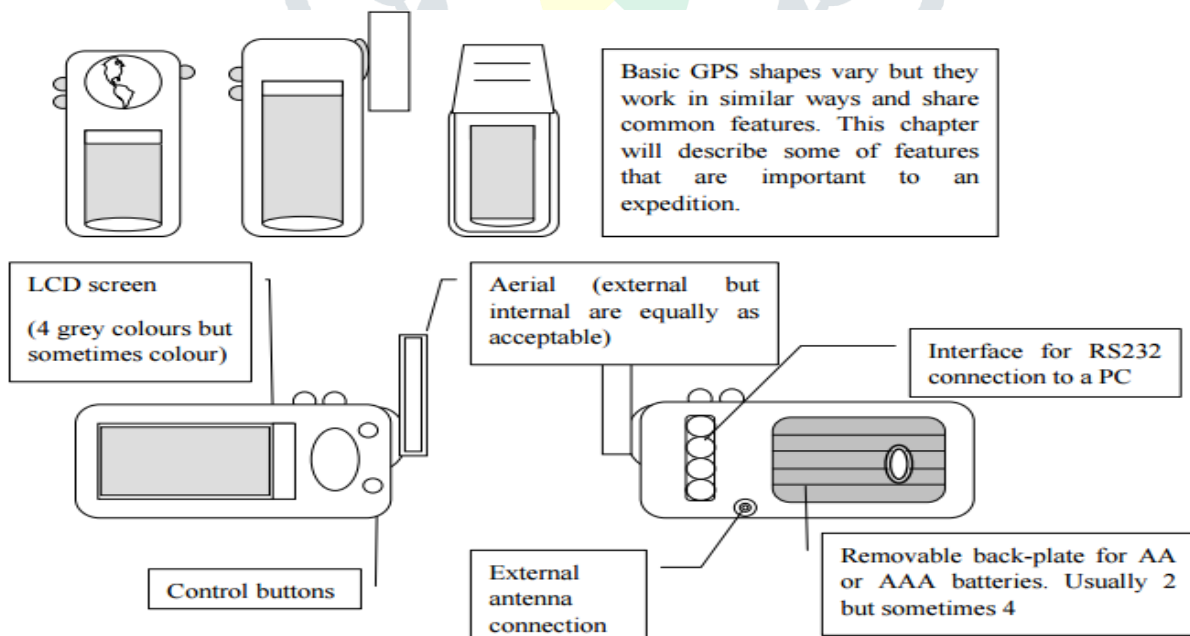 Basic GPS shapes vary but they
work in similar ways and share
common features. This chapter
will describe some of features
that are important to an
expedition.
LCD screen
(4 grey colours but
sometimes colour)
Aerial (external but
internal are equally as
acceptable)
Interface for RS232
connection to a PC
Control buttons
External
antenna
connection
Removable back-plate for AA
or AAA batteries. Usually 2
but sometimes 4